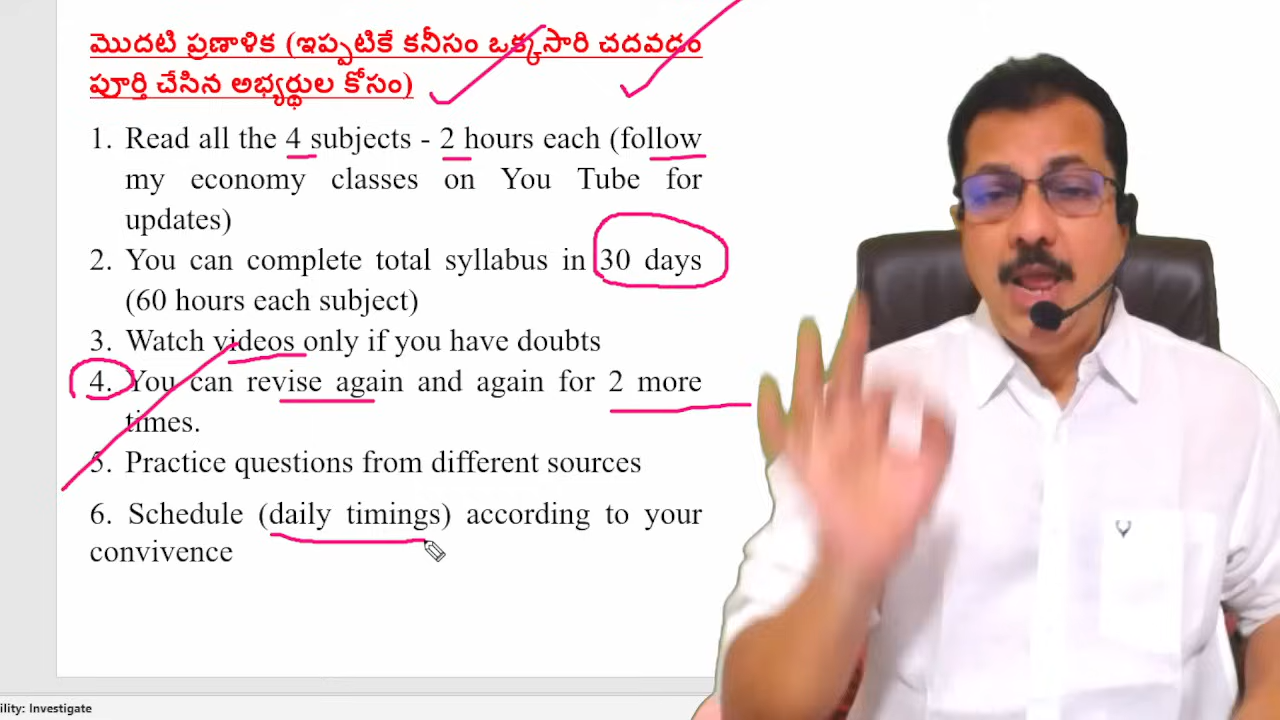 మొదటి ప్రణాళిక (ఇప్పటికే కనీసం ఒక్కసారి చదవడం
పూర్తి చేసిన అభ్యర్థుల కోసం)
1. Read all the 4 subjects - 2 hours each (follow
my economy classes on You Tube for
updates)
2. You can complete total syllabus in 30 days
(60 hours each subject)
3. Watch videos only if you have doubts
4. You can revise again and again for 2 more
times.
5. Practice questions from different sources
6. Schedule (daily timings) according to your
convivence
ility: Investigate